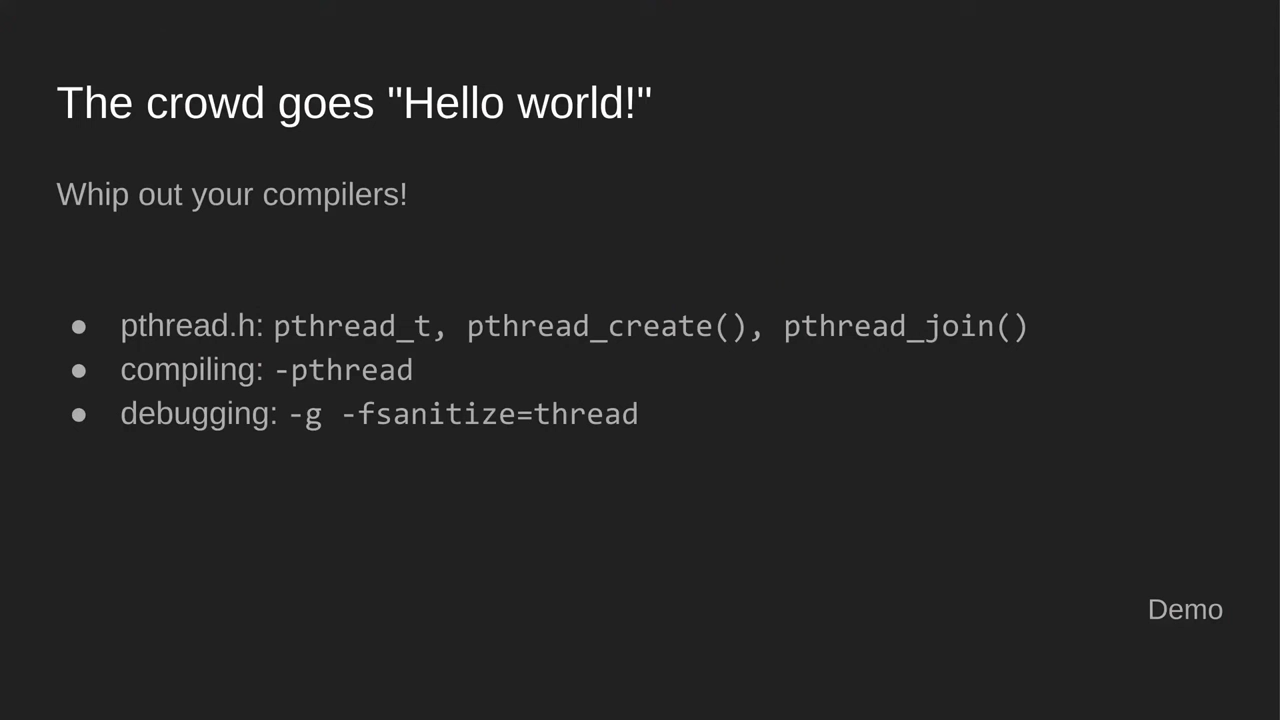 The crowd goes "Hello world!"
Whip out your compilers!
● pthread.h: pthread_t, pthread_create(), pthread_join()
● compiling: -pthread
● debugging: -g -fsanitize=thread
Demo